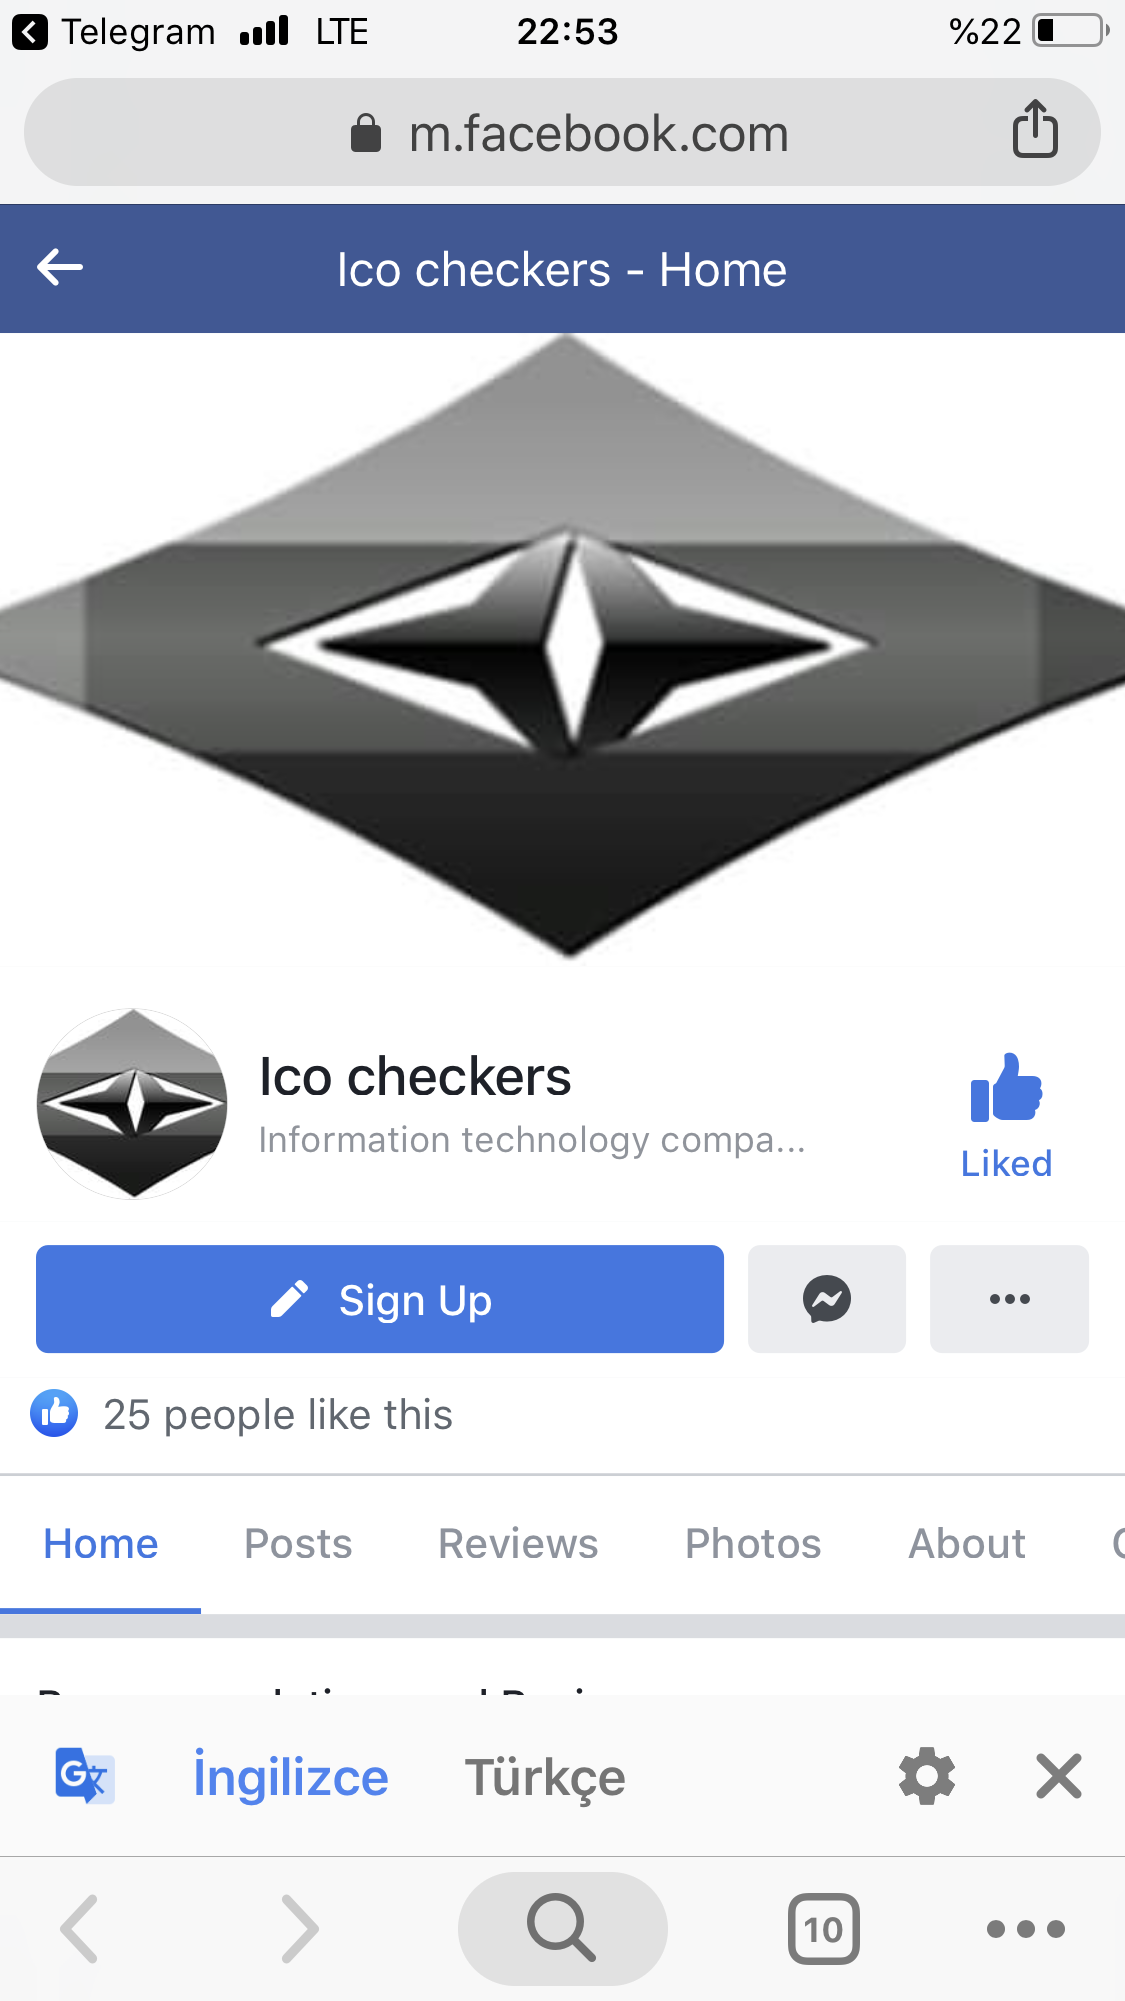 Telegram LTE 22:53 %22
m.facebook.com
Ico checkers - Home
Ico checkers
Information technology compa...
Liked
Sign Up
25 people like this
Home Posts Reviews Photos About
İngilizce Türkçe
10